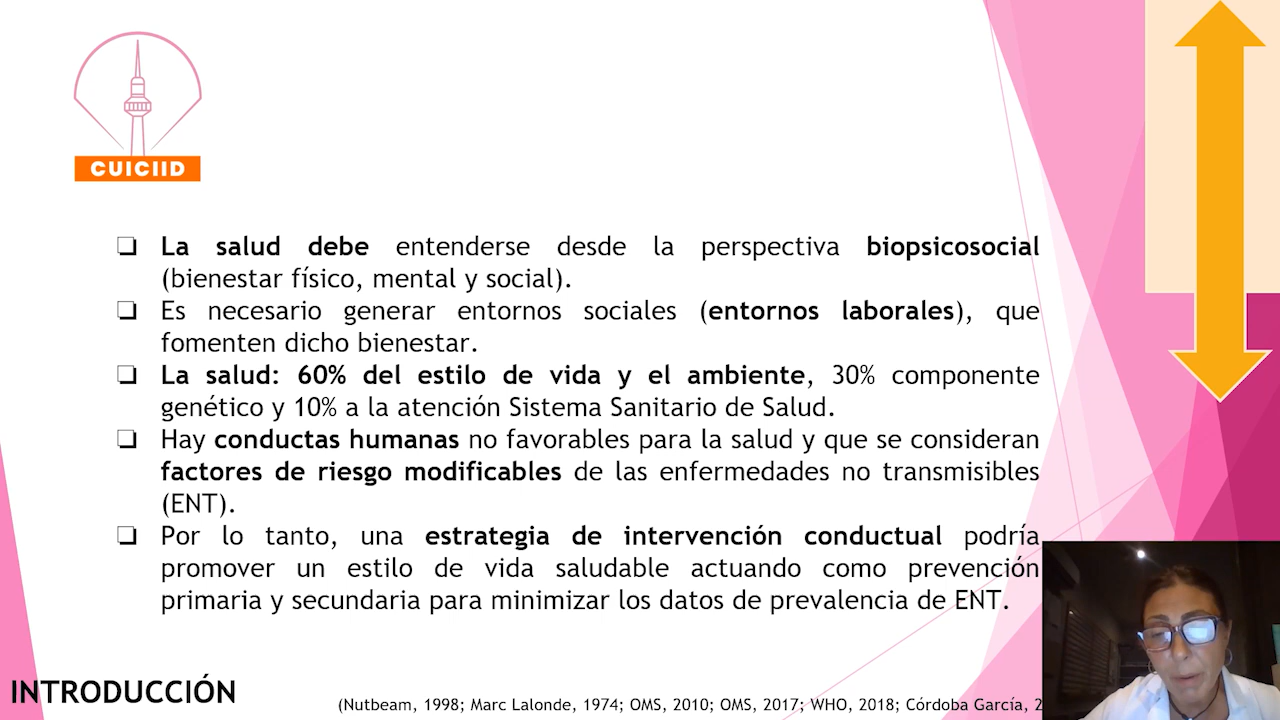 CUICIID
❏ La salud debe entenderse desde la perspectiva biopsicosocial
(bienestar físico, mental y social).
❏ Es necesario generar entornos sociales (entornos laborales), que
fomenten dicho bienestar.
❏ La salud: 60% del estilo de vida y el ambiente, 30% componente
genético y 10% a la atención Sistema Sanitario de Salud.
❏ Hay conductas humanas no favorables para la salud y que se consideran
factores de riesgo modificables de las enfermedades no transmisibles
(ENT).
❏ Por lo tanto, una estrategia de intervención conductual podría
promover un estilo de vida saludable actuando como prevención
primaria y secundaria para minimizar los datos de prevalencia de ENT.
INTRODUCCIÓN
(Nutbeam, 1998; Marc Lalonde, 1974; OMS, 2010; OMS, 2017; WHO, 2018; Córdoba García,